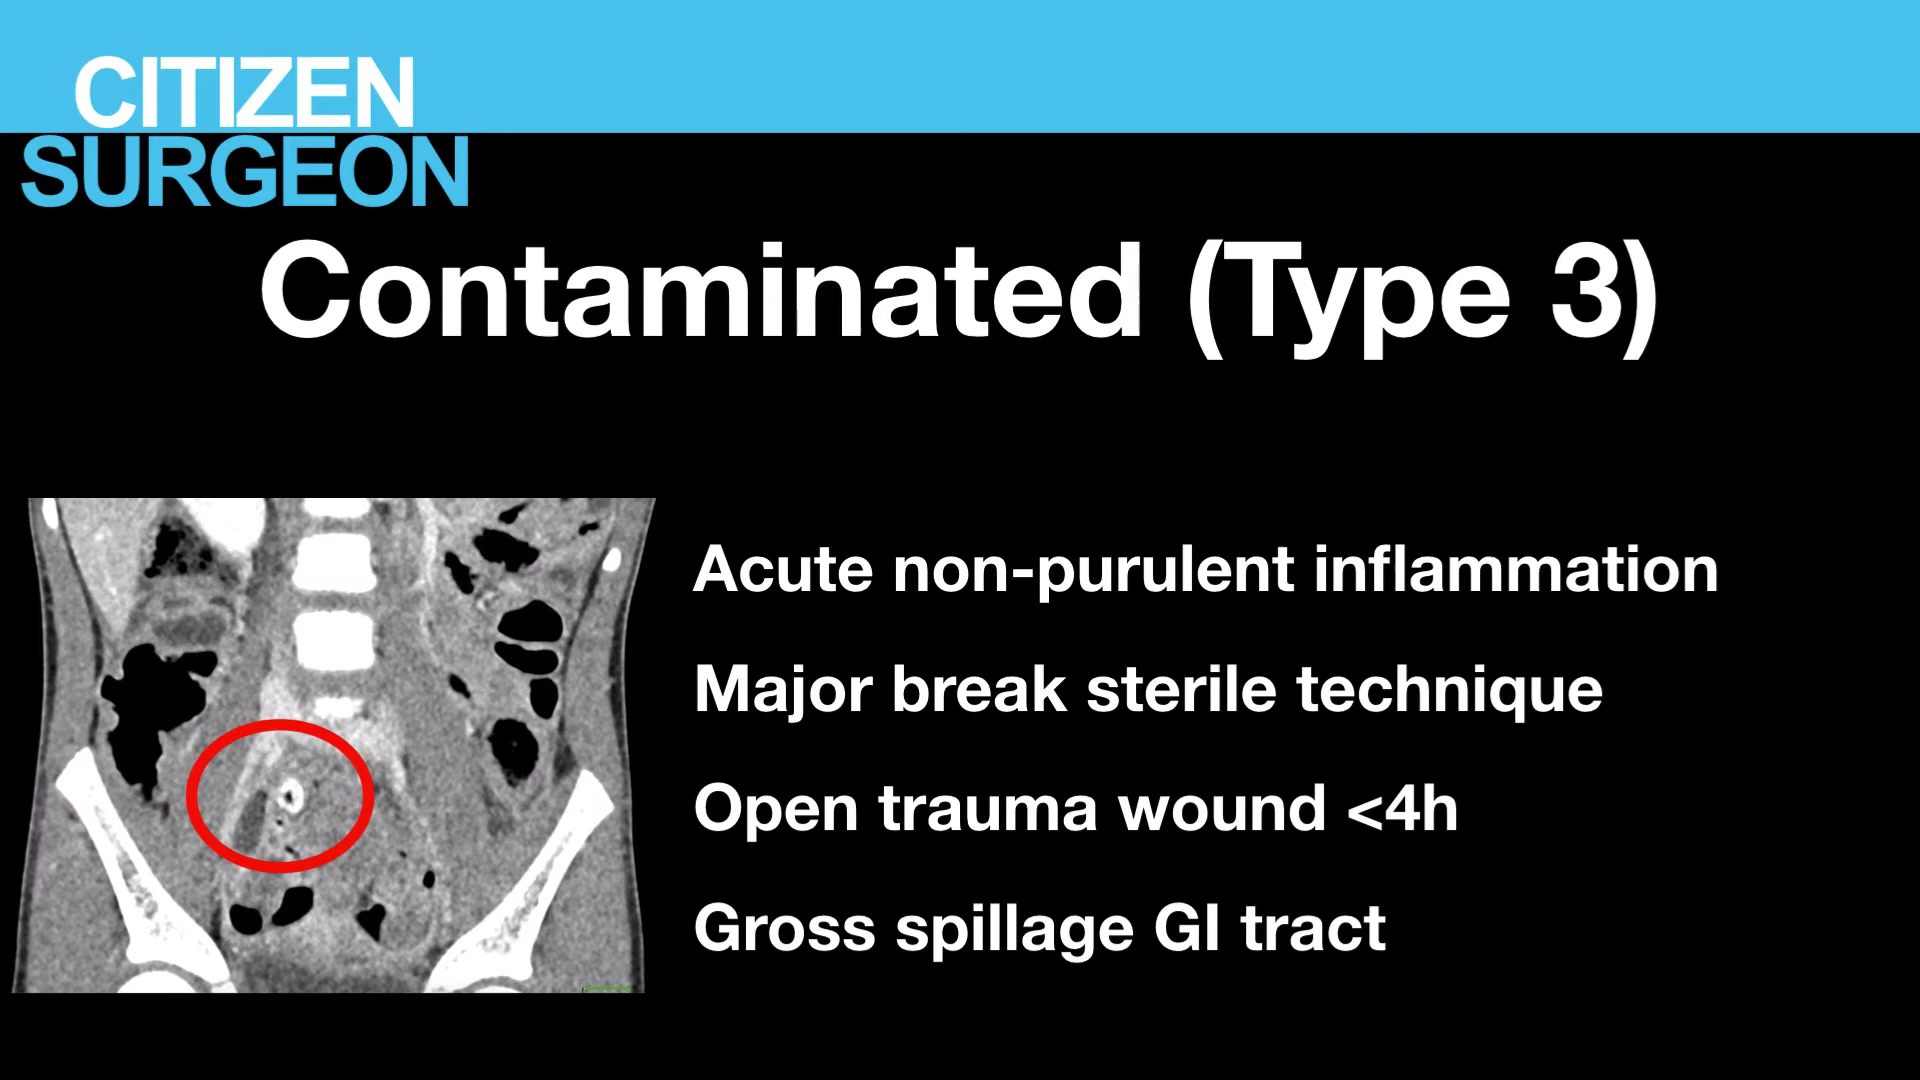 CITIZEN
SURGEON
Contaminated (Type 3)
Acute non-purulent inflammation
Major break sterile technique
Open trauma wound <4h
Gross spillage GI tract